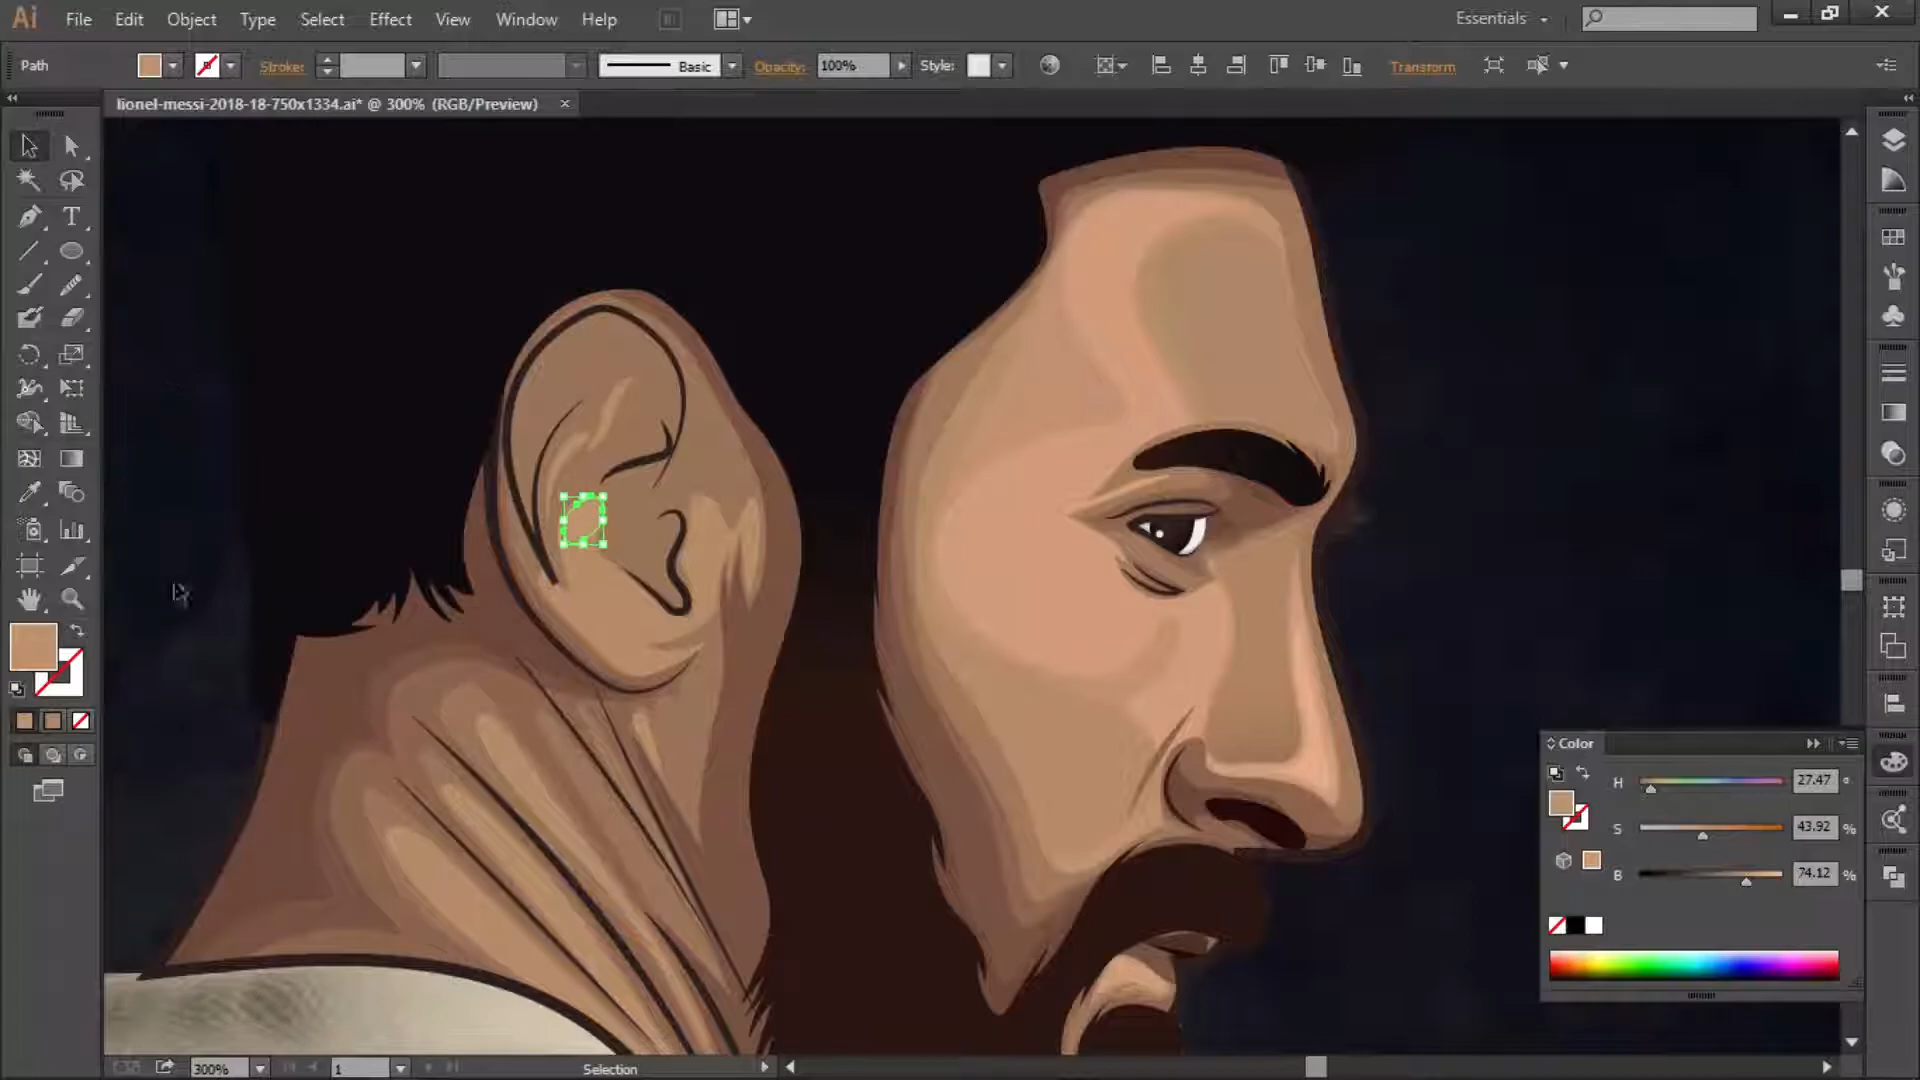 Ai File Edit Object Type Select Effect View Window Help Essentials
Path Stroke: Basic Opacity: 100% Style: Transform
lionel-messi-2018-18-750x1334.ai* @ 300% (RGB/Preview) ×
Color
H 27.47 °
S 43.92 %
B 74.12 %
300% 1 Selection